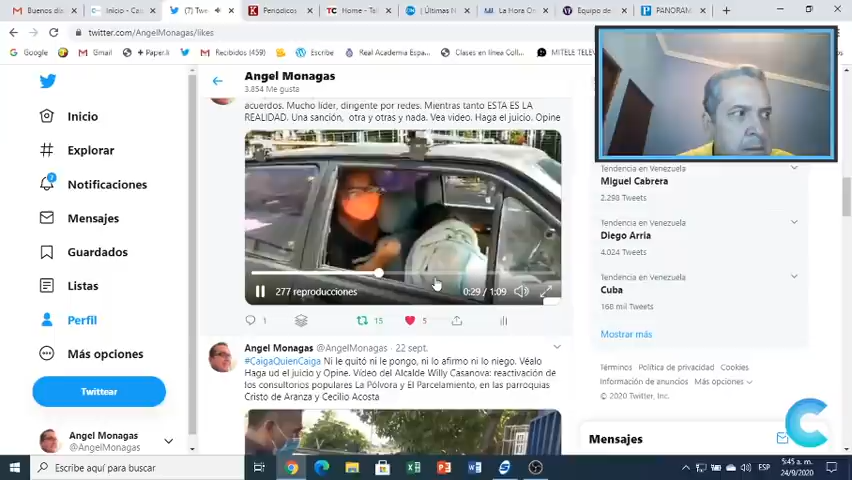 Buenos días
Inicio - Ca
(7) Twe
Periódicos
Home - Tal
Últimas N
La Hora On
Equipo de
PANORAM
twitter.com/AngelMonagas/likes
Google
Gmail
+ Paper.li
Recibidos (459)
Escribe
Real Academia Espa...
Clases en línea Coll...
MITELE TELEVI
Inicio
Explorar
7
Notificaciones
Mensajes
Guardados
Listas
Perfil
Más opciones
Twittear
Angel Monagas
@AngelMonagas
Angel Monagas
3.854 Me gusta
acuerdos. Mucho líder, dirigente por redes. Mientras tanto ESTA ES LA
REALIDAD. Una sanción, otra y otras y nada. Vea video. Haga el juicio. Opine
277 reproducciones
0:29 / 1:09
1
15
5
Angel Monagas @AngelMonagas · 22 sept.
#CaigaQuienCaiga Ni le quitó ni le pongo, ni lo afirmo ni lo niego. Véalo
Haga ud el juicio y Opine. Vídeo del Alcalde Willy Casanova: reactivación de
los consultorios populares La Pólvora y El Parcelamiento, en las parroquias
Cristo de Aranza y Cecilio Acosta
Tendencia en Venezuela
Miguel Cabrera
2.298 Tweets
Tendencia en Venezuela
Diego Arria
4.024 Tweets
Tendencia en Venezuela
Cuba
168 mil Tweets
Mostrar más
Términos Política de privacidad Cookies
Información de anuncios Más opciones
© 2020 Twitter, Inc.
Mensajes
Escribe aquí para buscar
ESP
5:45 a. m.
24/9/2020